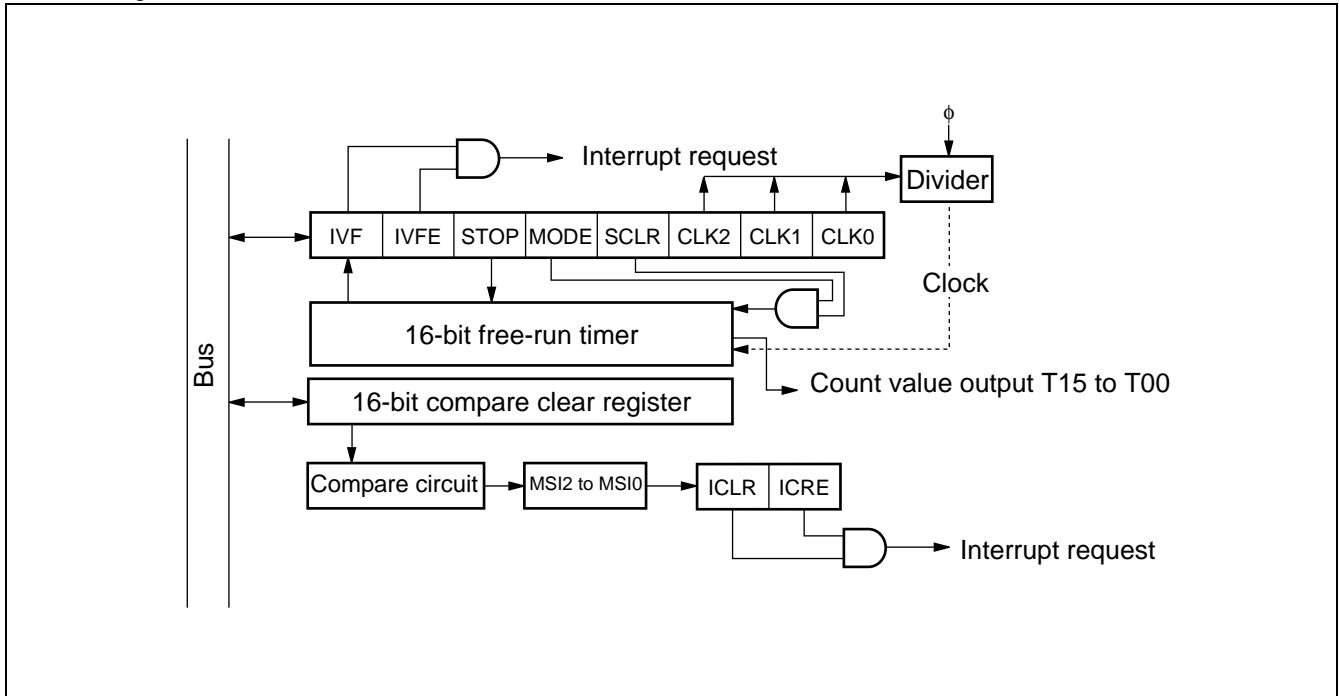 ϕ
Interrupt request
Divider
IVF IVFE STOP MODE SCLR CLK2 CLK1 CLK0
Clock
16-bit free-run timer
Bus
Count value output T15 to T00
16-bit compare clear register
Compare circuit MSI2 to MSI0 ICLR ICRE
Interrupt request